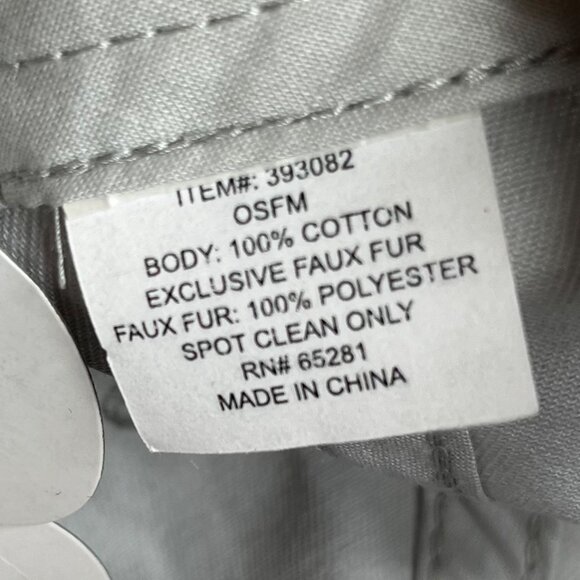 ITEM#: 393082
OSFM
BODY: 100% COTTON
EXCLUSIVE FAUX FUR
FAUX FUR: 100% POLYESTER
SPOT CLEAN ONLY
RN# 65281
MADE IN CHINA